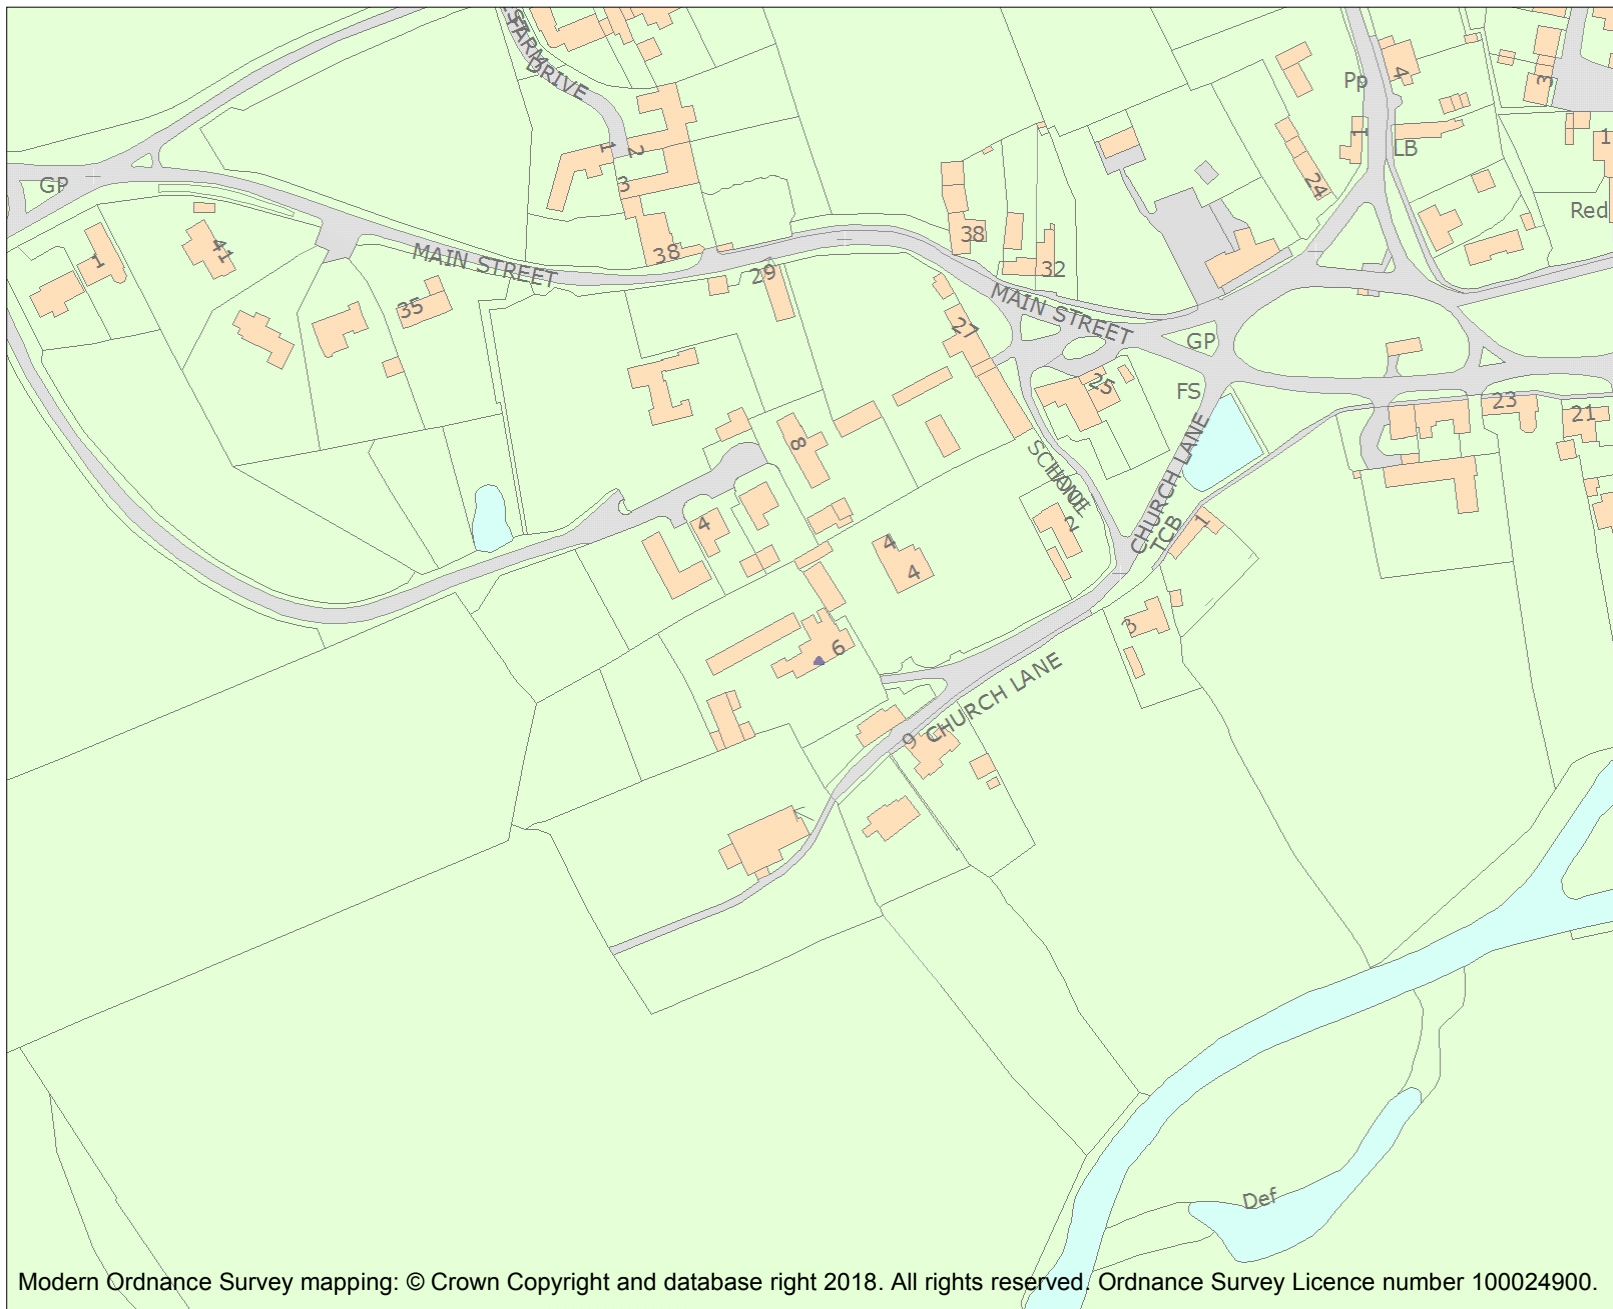 FARM
DRIVE
4
3
Pp
1
1
LB
1
2
GP
3
24
Red
41
38
38
1
MAIN STREET
29
32
MAIN STREET
35
27
GP
25
FS
23
21
8
CHURCH LANE
SCHOOL
LANE
2
TCB
1
4
4
4
3
6
CHURCH LANE
9
Def
Modern Ordnance Survey mapping: © Crown Copyright and database right 2018. All rights reserved. Ordnance Survey Licence number 100024900.